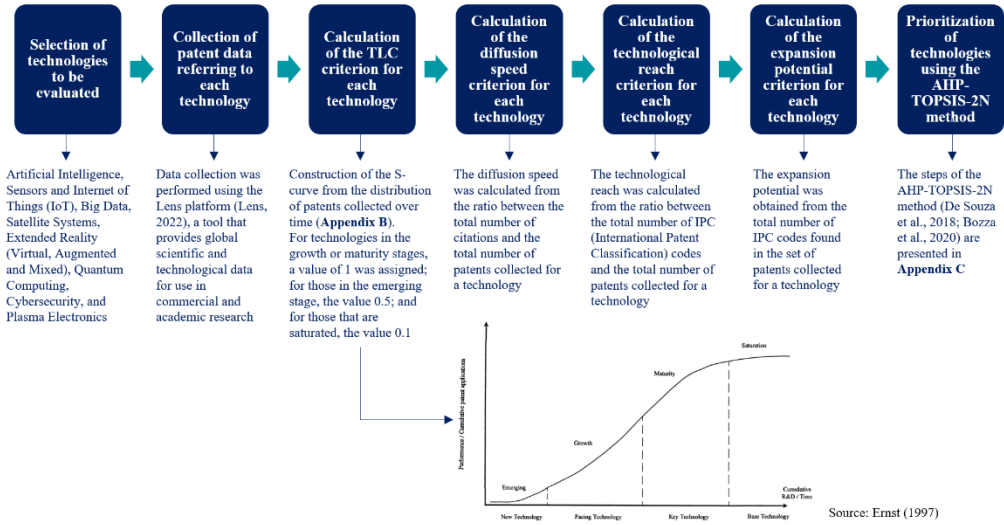 Selection of
technologies
to be
evaluated
Collection of
patent data
referring to
each
technology
Calculation
of the TLC
criterion for
each
technology
Calculation
of the
diffusion
speed
criterion for
each
technology
Calculation
of the
technological
reach
criterion for
each
technology
Calculation
of the
expansion
potential
criterion for
each
technology
Prioritization
of
technologies
using the
AHP-
TOPSIS-2N
method
Artificial Intelligence,
Sensors and Internet of
Things (IoT), Big Data,
Satellite Systems,
Extended Reality
(Virtual, Augmented
and Mixed), Quantum
Computing,
Cybersecurity, and
Plasma Electronics
Data collection was
performed using the
Lens platform (Lens,
2022), a tool that
provides global
scientific and
technological data
for use in
commercial and
academic research
Construction of the S-
curve from the distribution
of patents collected over
time (Appendix B).
For technologies in the
growth or maturity stages,
a value of 1 was assigned;
for those in the emerging
stage, the value 0.5; and
for those that are
saturated, the value 0.1
The diffusion speed
was calculated from
the ratio between the
total number of
citations and the
total number of
patents collected for
a technology
The technological
reach was calculated
from the ratio between
the total number of IPC
(International Patent
Classification) codes
and the total number of
patents collected for a
technology
The expansion
potential was
obtained from the
total number of
IPC codes found
in the set of
patents collected
for a technology
The steps of the
AHP-TOPSIS-2N
method (De Souza
et al., 2018; Bozza
et al., 2020) are
presented in
Appendix C
Performance / Cumulative patent applications
Emerging
Growth
Maturity
Saturation
Cumulative
R&D / Time
New Technology
Pacing Technology
Key Technology
Base Technology
Source: Ernst (1997)